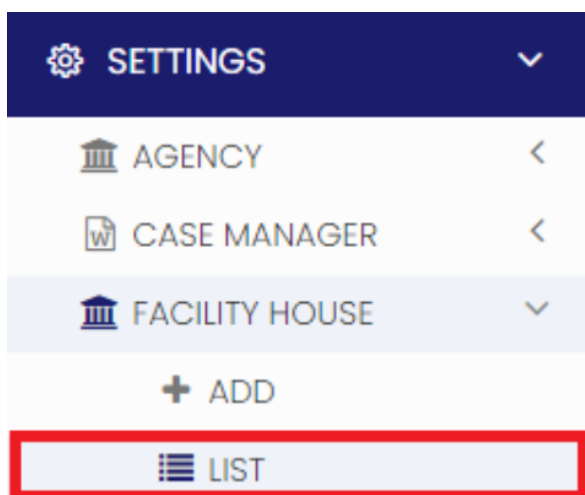 SETTINGS
AGENCY
CASE MANAGER
FACILITY HOUSE
ADD
LIST